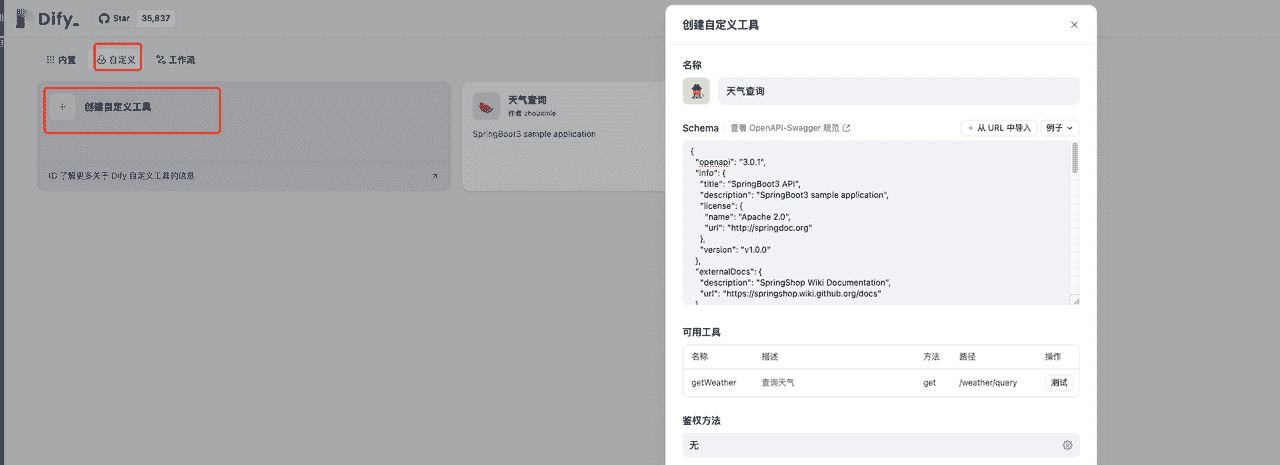 Dify_
Star 35,837
内置 自定义 工作流
创建自定义工具
了解更多关于 Dify 自定义工具的信息
天气查询
作者 zhouxinle
SpringBoot3 sample application
创建自定义工具
名称
天气查询
Schema 查看 OpenAPI-Swagger 规范 + 从 URL 中导入 例子
{
"openapi": "3.0.1",
"info": {
"title": "SpringBoot3 API",
"description": "SpringBoot3 sample application",
"license": {
"name": "Apache 2.0",
"url": "http://springdoc.org"
},
"version": "v1.0.0"
},
"externalDocs": {
"description": "SpringShop Wiki Documentation",
"url": "https://springshop.wiki.github.org/docs"
}
可用工具
名称 描述 方法 路径 操作
getWeather 查询天气 get /weather/query 测试
鉴权方法
无